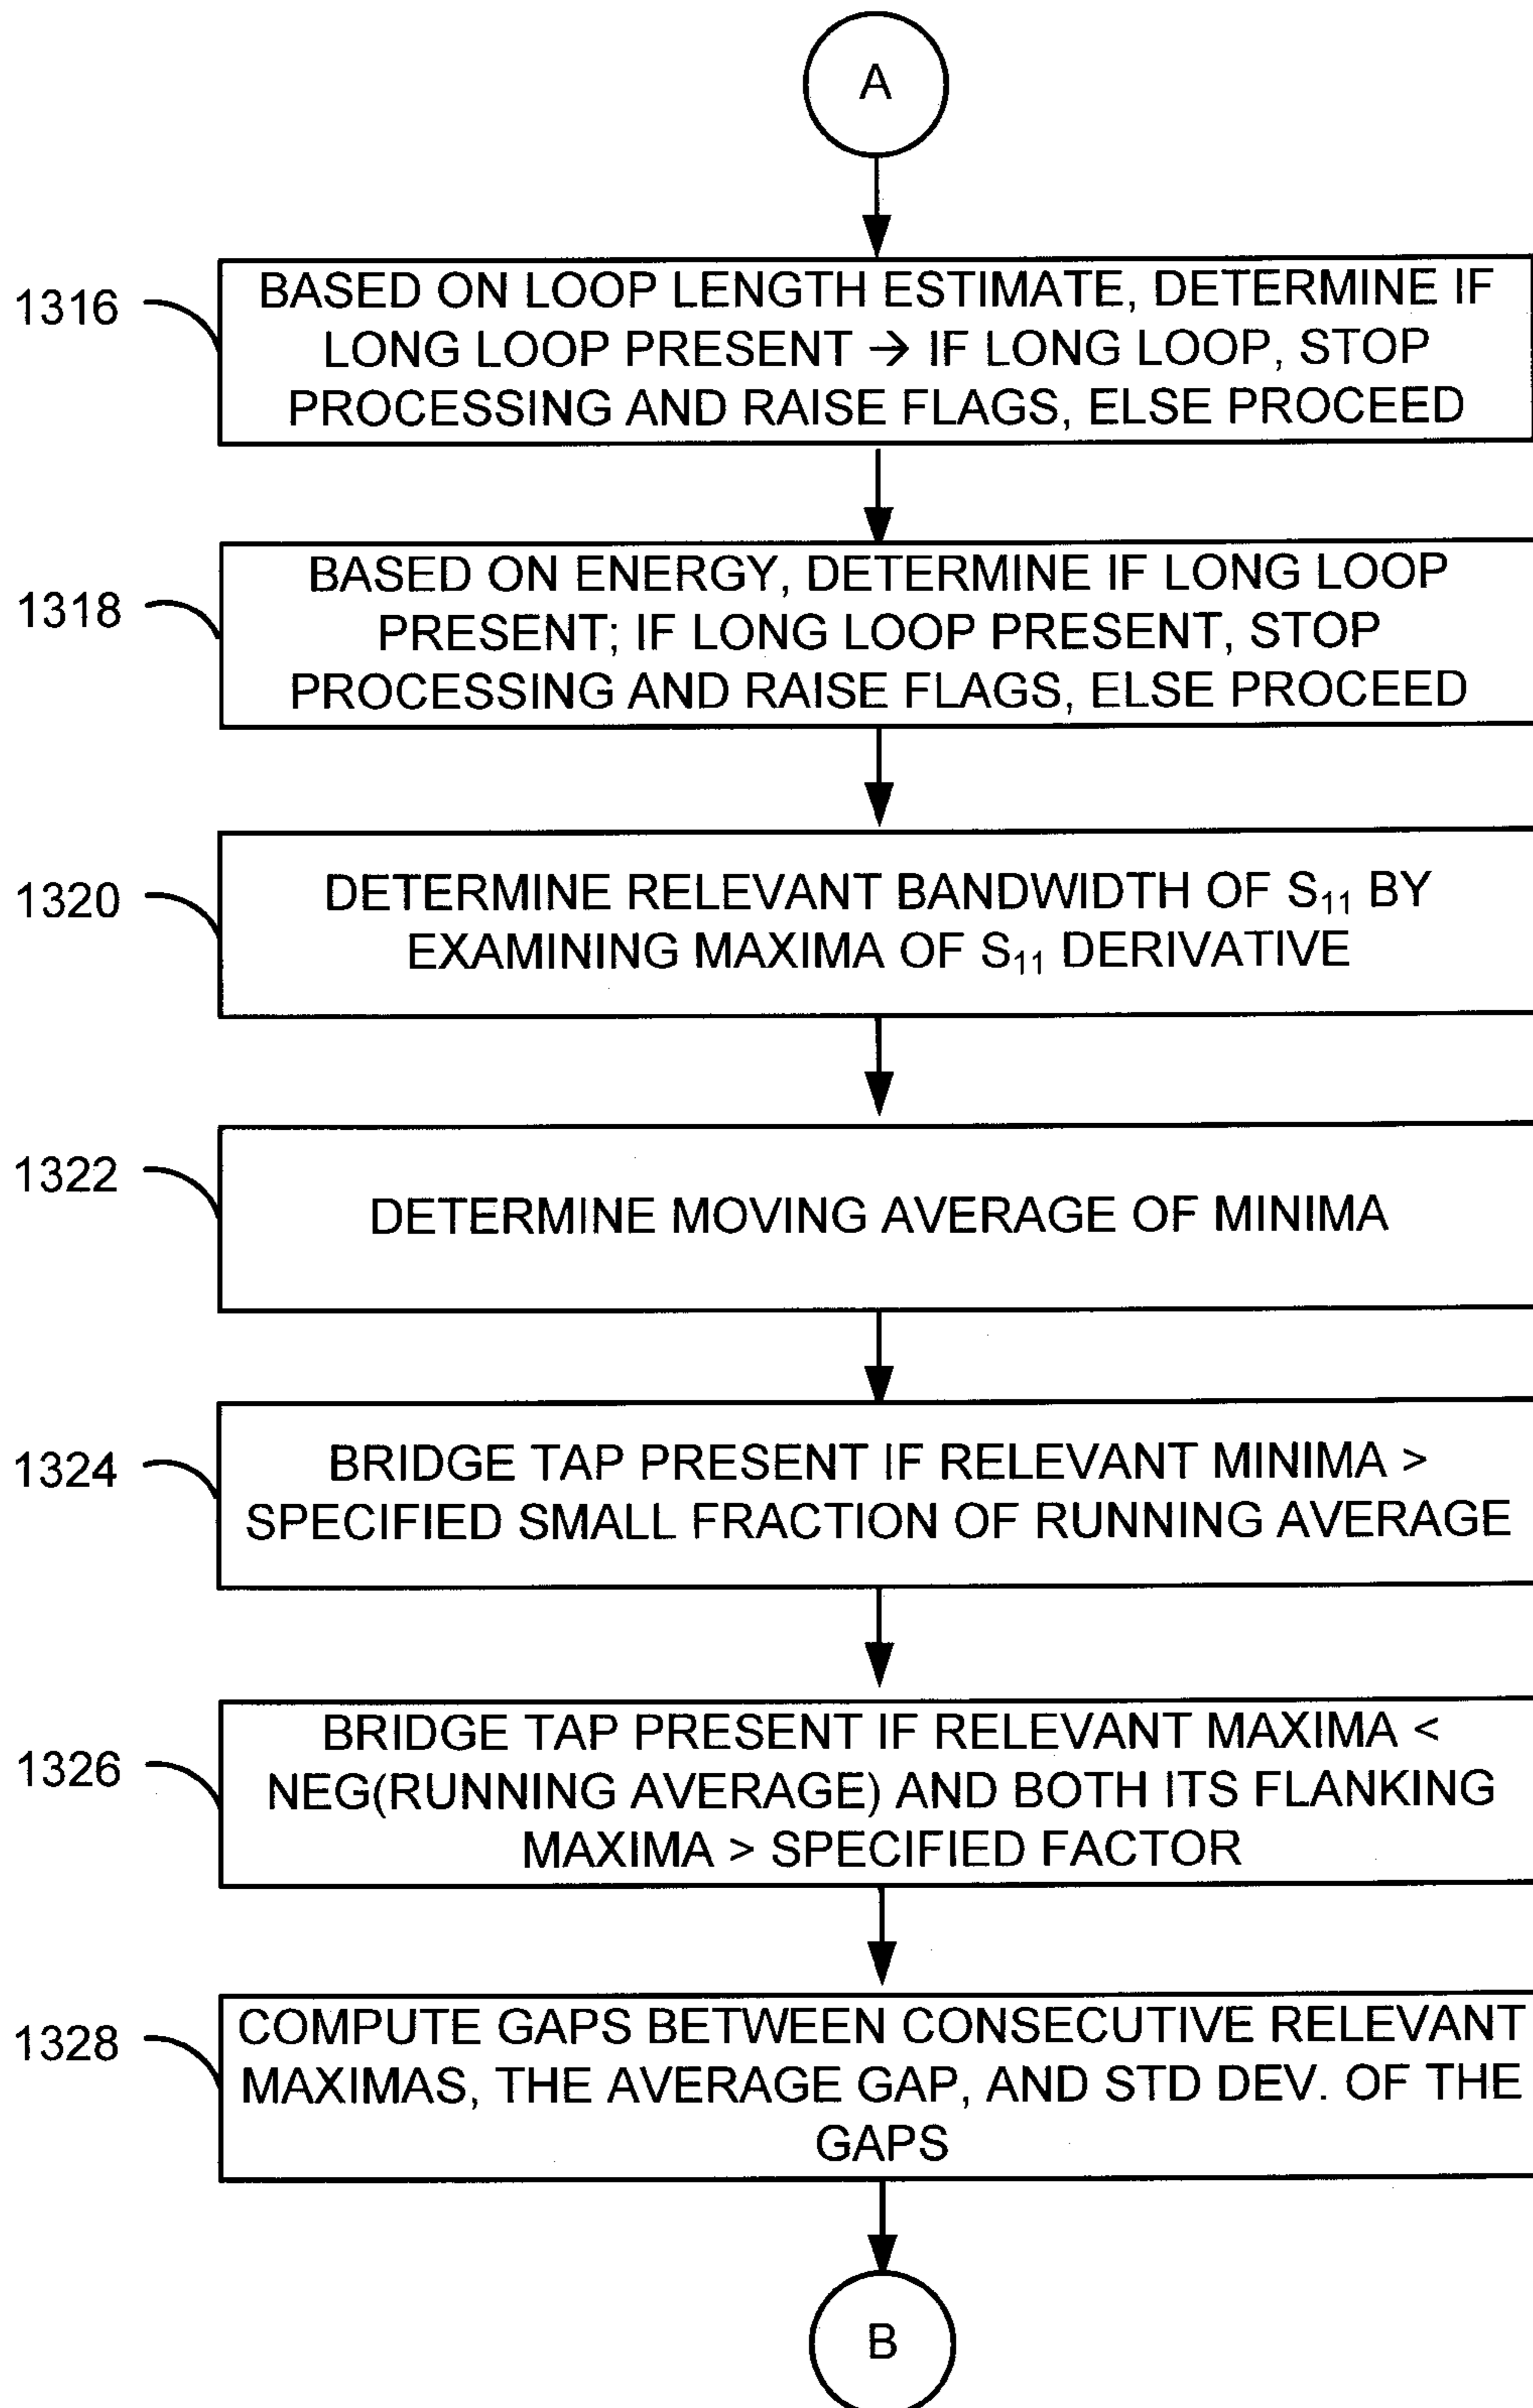 A
1316
BASED ON LOOP LENGTH ESTIMATE, DETERMINE IF
LONG LOOP PRESENT → IF LONG LOOP, STOP
PROCESSING AND RAISE FLAGS, ELSE PROCEED
1318
BASED ON ENERGY, DETERMINE IF LONG LOOP
PRESENT; IF LONG LOOP PRESENT, STOP
PROCESSING AND RAISE FLAGS, ELSE PROCEED
1320
DETERMINE RELEVANT BANDWIDTH OF S₁₁ BY
EXAMINING MAXIMA OF S₁₁ DERIVATIVE
1322
DETERMINE MOVING AVERAGE OF MINIMA
1324
BRIDGE TAP PRESENT IF RELEVANT MINIMA >
SPECIFIED SMALL FRACTION OF RUNNING AVERAGE
1326
BRIDGE TAP PRESENT IF RELEVANT MAXIMA <
NEG(RUNNING AVERAGE) AND BOTH ITS FLANKING
MAXIMA > SPECIFIED FACTOR
1328
COMPUTE GAPS BETWEEN CONSECUTIVE RELEVANT
MAXIMAS, THE AVERAGE GAP, AND STD DEV. OF THE
GAPS
B